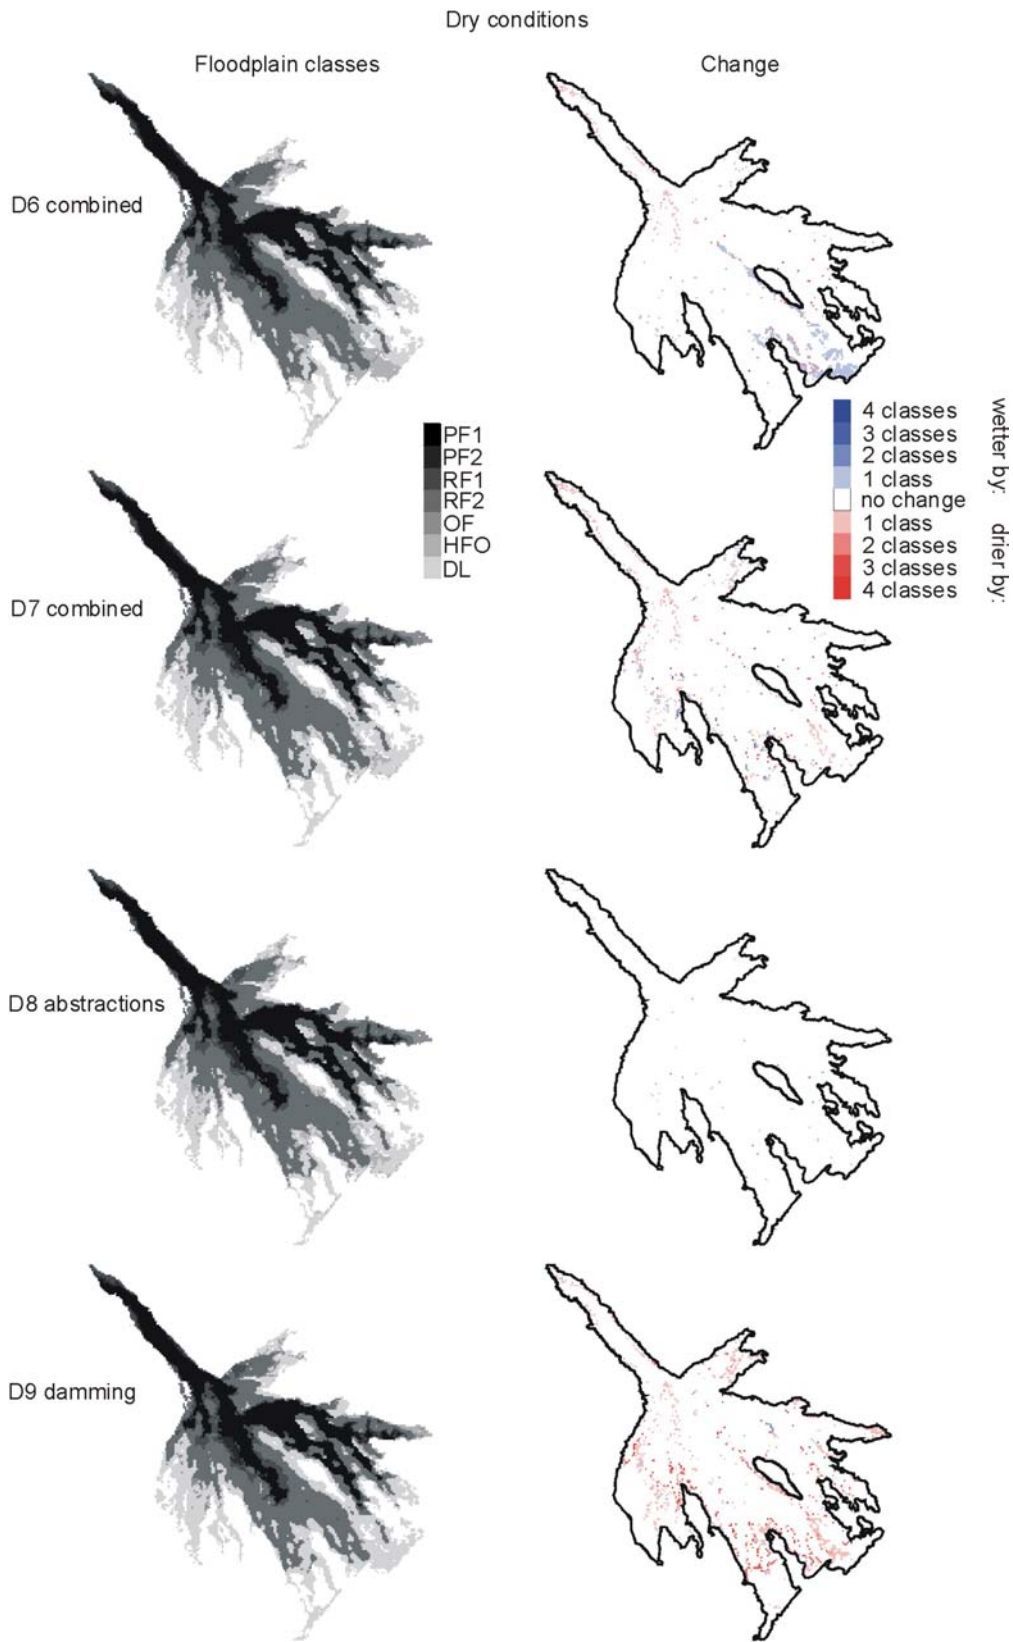 Dry conditions
Floodplain classes
Change
D6 combined
PF1
PF2
RF1
RF2
OF
HFO
DL
4 classes
3 classes
2 classes
1 class
no change
1 class
2 classes
3 classes
4 classes
wetter by:
drier by:
D7 combined
D8 abstractions
D9 damming